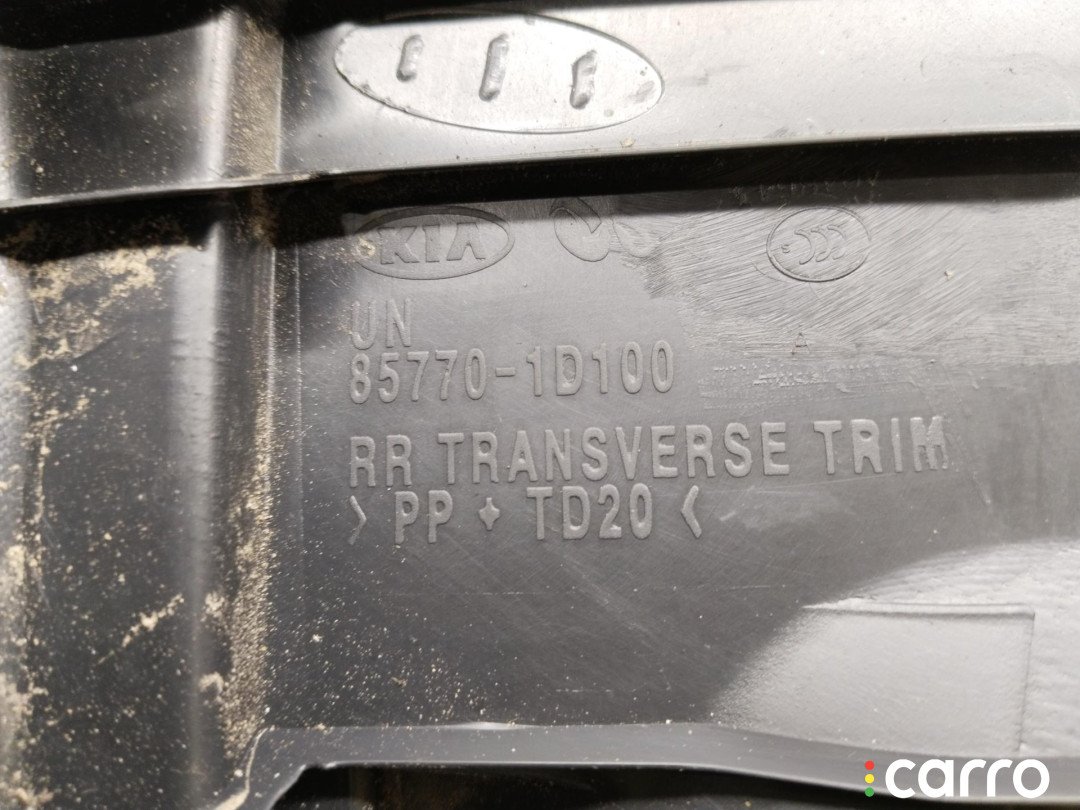 KIA
UN
85770-1D100
RR TRANSVERSE TRIM
>PP+TD20<
carro